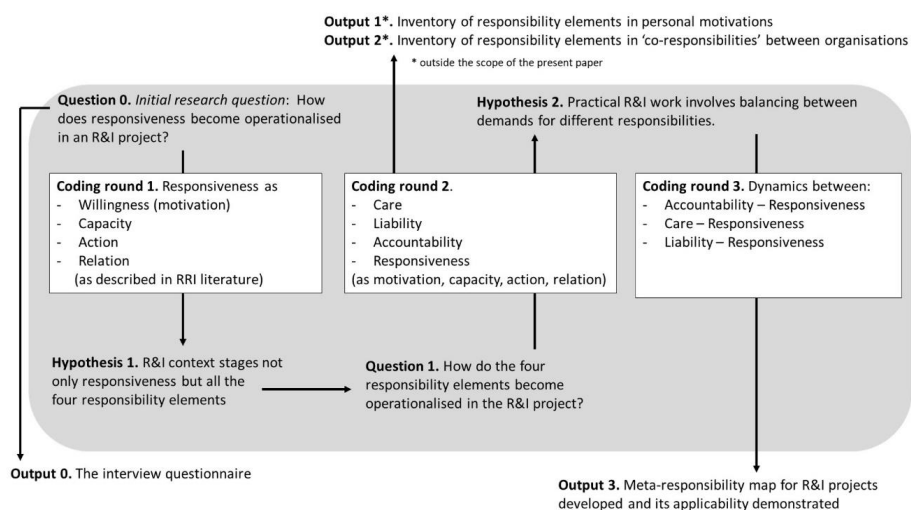 Output 1*. Inventory of responsibility elements in personal motivations
Output 2*. Inventory of responsibility elements in ‘co-responsibilities’ between organisations
* outside the scope of the present paper
Question 0. Initial research question: How
does responsiveness become operationalised
in an R&I project?
Hypothesis 2. Practical R&I work involves balancing between
demands for different responsibilities.
Coding round 1. Responsiveness as
- Willingness (motivation)
- Capacity
- Action
- Relation
(as described in RRI literature)
Coding round 2.
- Care
- Liability
- Accountability
- Responsiveness
(as motivation, capacity, action, relation)
Coding round 3. Dynamics between:
- Accountability – Responsiveness
- Care – Responsiveness
- Liability – Responsiveness
Hypothesis 1. R&I context stages not
only responsiveness but all the
four responsibility elements
Question 1. How do the four
responsibility elements become
operationalised in the R&I project?
Output 0. The interview questionnaire
Output 3. Meta-responsibility map for R&I projects
developed and its applicability demonstrated